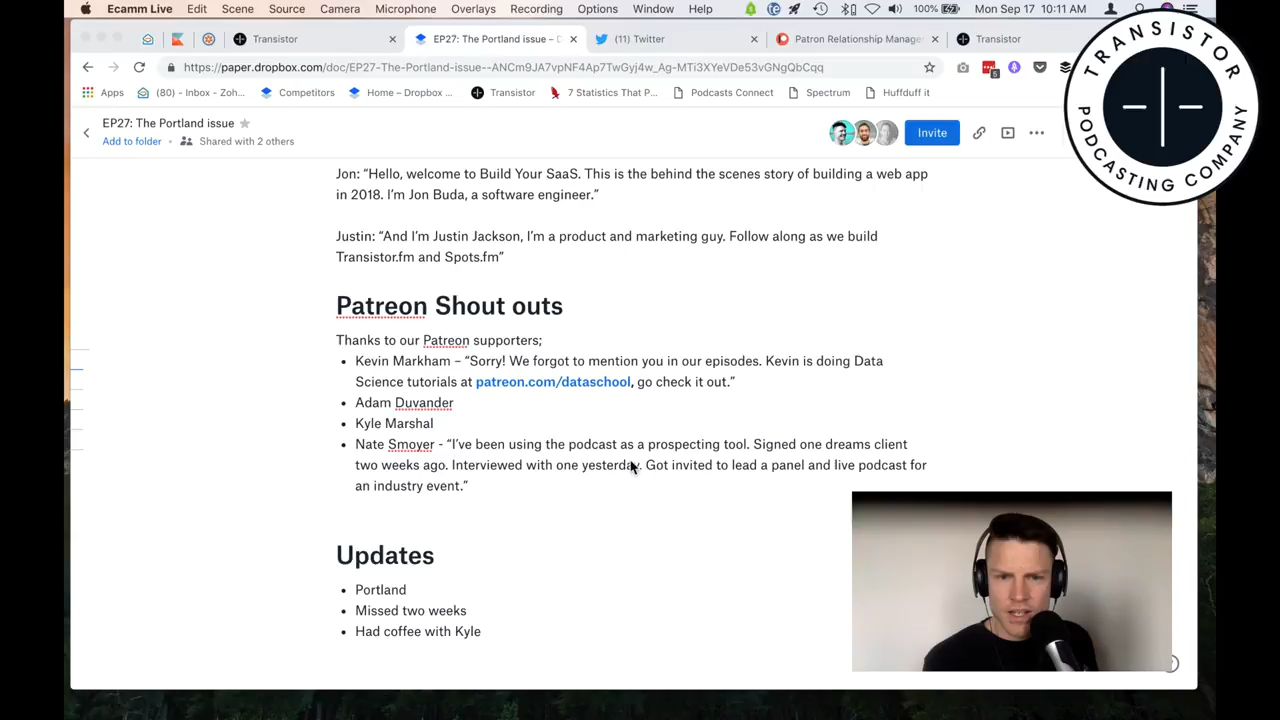 Ecamm Live Edit Scene Source Camera Microphone Overlays Recording Options Window Help 100% Mon Sep 17 10:11 AM
Transistor EP27: The Portland issue – D (11) Twitter Patron Relationship Manage Transistor
https://paper.dropbox.com/doc/EP27-The-Portland-issue--ANCm9JA7vpNF4Ap7TwGyj4w_Ag-MTi3XYeVDe53vGNgQbCqq
5
Apps (80) - Inbox - Zoh... Competitors Home – Dropbox ... Transistor 7 Statistics That P... Podcasts Connect Spectrum Huffduff it
TRANSISTOR
PODCASTING COMPANY
EP27: The Portland issue
Add to folder Shared with 2 others
Invite
Jon: “Hello, welcome to Build Your SaaS. This is the behind the scenes story of building a web app
in 2018. I’m Jon Buda, a software engineer.”
Justin: “And I’m Justin Jackson, I’m a product and marketing guy. Follow along as we build
Transistor.fm and Spots.fm”
Patreon Shout outs
Thanks to our Patreon supporters;
• Kevin Markham – “Sorry! We forgot to mention you in our episodes. Kevin is doing Data
Science tutorials at patreon.com/dataschool, go check it out.”
• Adam Duvander
• Kyle Marshal
• Nate Smoyer - “I’ve been using the podcast as a prospecting tool. Signed one dreams client
two weeks ago. Interviewed with one yesterday. Got invited to lead a panel and live podcast for
an industry event.”
Updates
• Portland
• Missed two weeks
• Had coffee with Kyle